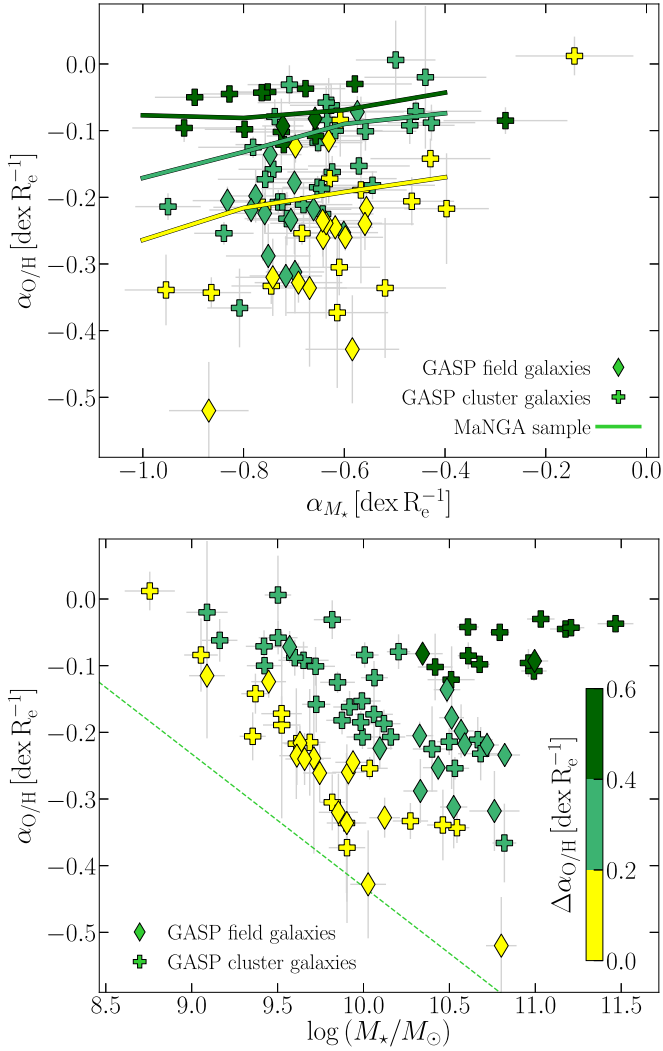 0.0
−0.1
−0.2
−0.3
−0.4
−0.5
α_O/H [dex R_e^−1]
GASP field galaxies
GASP cluster galaxies
MaNGA sample
−1.0 −0.8 −0.6 −0.4 −0.2 0.0
α_M⋆ [dex R_e^−1]
0.0
−0.1
−0.2
−0.3
−0.4
−0.5
α_O/H [dex R_e^−1]
0.6
0.4
0.2
0.0
Δα_O/H [dex R_e^−1]
GASP field galaxies
GASP cluster galaxies
8.5 9.0 9.5 10.0 10.5 11.0 11.5
log (M⋆/M⊙)